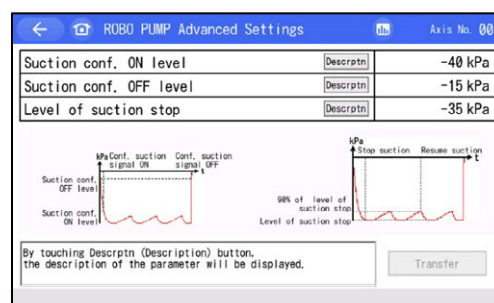 ROBO PUMP Advanced Settings Axis No. 00
Suction conf. ON level Descrptn -40 kPa
Suction conf. OFF level Descrptn -15 kPa
Level of suction stop Descrptn -35 kPa
kPa Conf. suction signal ON
Conf. suction signal OFF
t
Suction conf. OFF level
Suction conf. ON level
kPa
Stop suction Resume suction
t
90% of level of suction stop
Level of suction stop
By touching Descrptn (Description) button,
the description of the parameter will be displayed.
Transfer